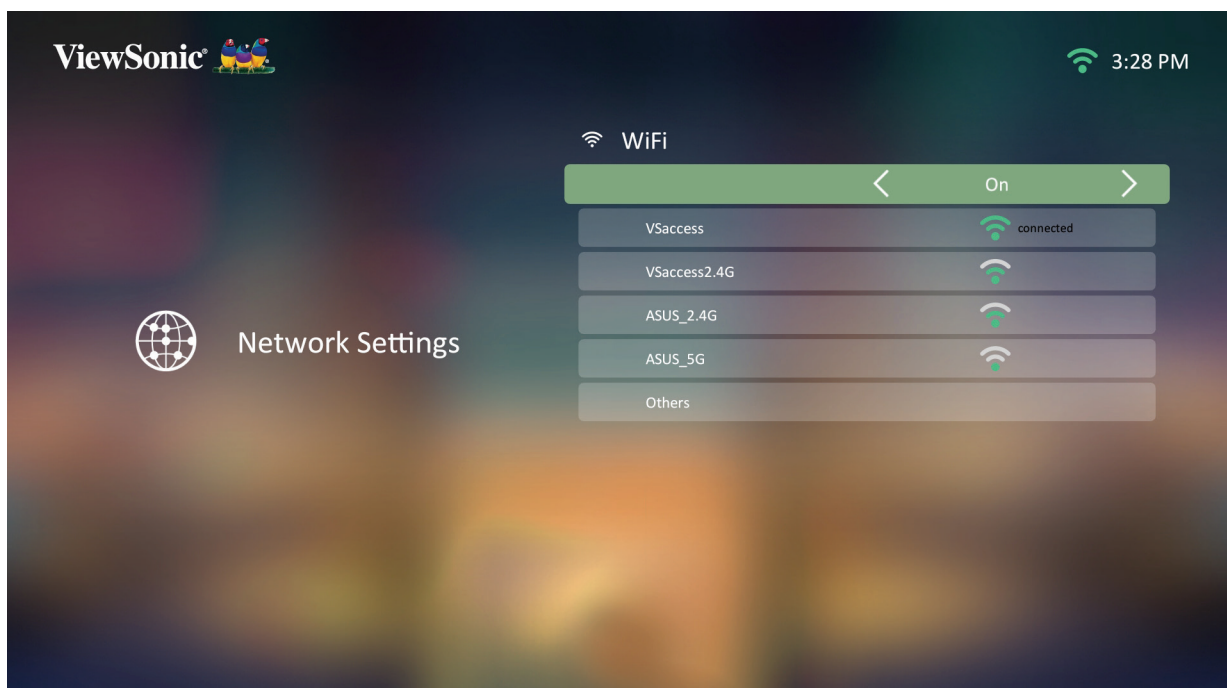 ViewSonic®
3:28 PM
WiFi
On
VSaccess connected
VSaccess2.4G
ASUS_2.4G
Network Settings
ASUS_5G
Others